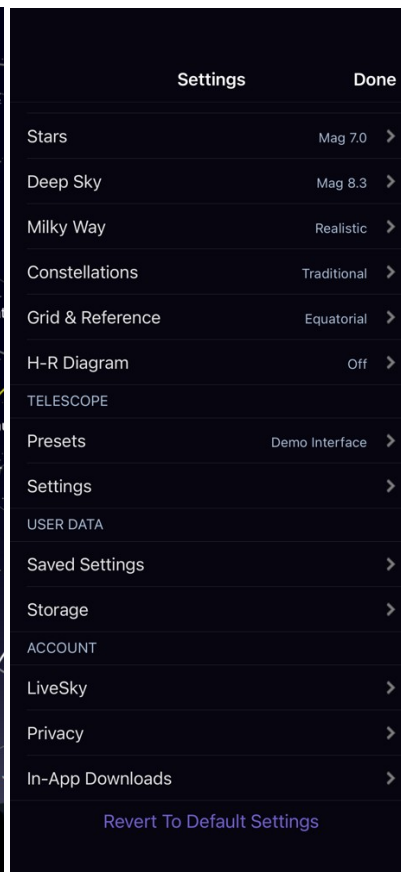 Settings Done
Stars Mag 7.0
Deep Sky Mag 8.3
Milky Way Realistic
Constellations Traditional
Grid & Reference Equatorial
H-R Diagram Off
TELESCOPE
Presets Demo Interface
Settings
USER DATA
Saved Settings
Storage
ACCOUNT
LiveSky
Privacy
In-App Downloads
Revert To Default Settings